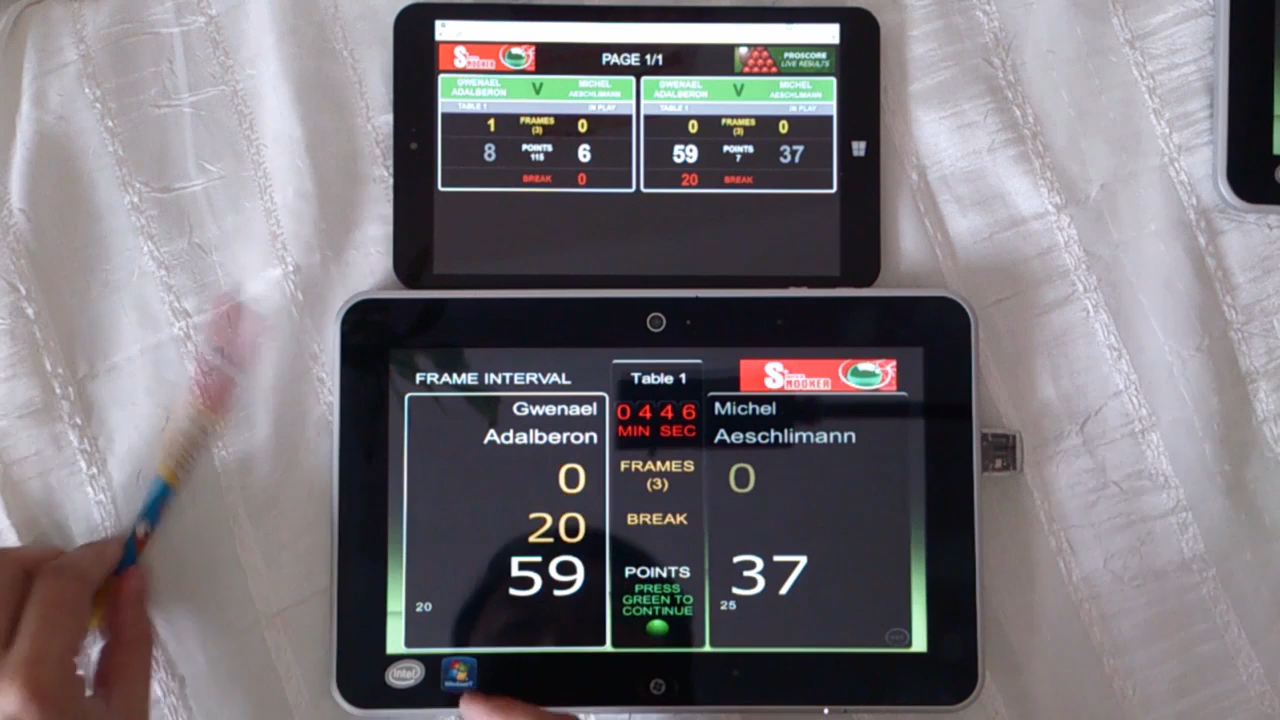 PAGE 1/1
PROSCORE
LIVE RESULTS
GWENAEL
ADALBERON
V
MICHEL
AESCHLIMANN
TABLE 1
IN PLAY
1
FRAMES
(3)
0
8
POINTS
115
6
BREAK
0
GWENAEL
ADALBERON
V
MICHEL
AESCHLIMANN
TABLE 1
IN PLAY
0
FRAMES
(3)
0
59
POINTS
7
37
20
BREAK
FRAME INTERVAL
Table 1
SMOOKER
Gwenael
Adalberon
0
20
59
20
0446
MIN SEC
FRAMES
(3)
BREAK
POINTS
PRESS
GREEN TO
CONTINUE
Michel
Aeschlimann
0
37
25
intel
Windows 7